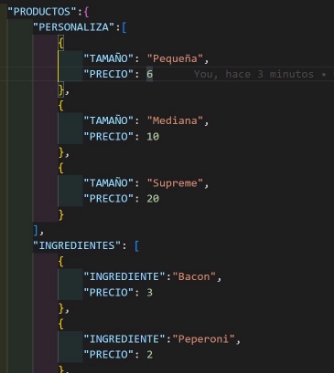 "PRODUCTOS":{
"PERSONALIZA":[
{
"TAMAÑO": "Pequeña",
"PRECIO": 6 You, hace 3 minutos •
},
{
"TAMAÑO": "Mediana",
"PRECIO": 10
},
{
"TAMAÑO": "Supreme",
"PRECIO": 20
}
],
"INGREDIENTES": [
{
"INGREDIENTE":"Bacon",
"PRECIO": 3
},
{
"INGREDIENTE":"Peperoni",
"PRECIO": 2
},